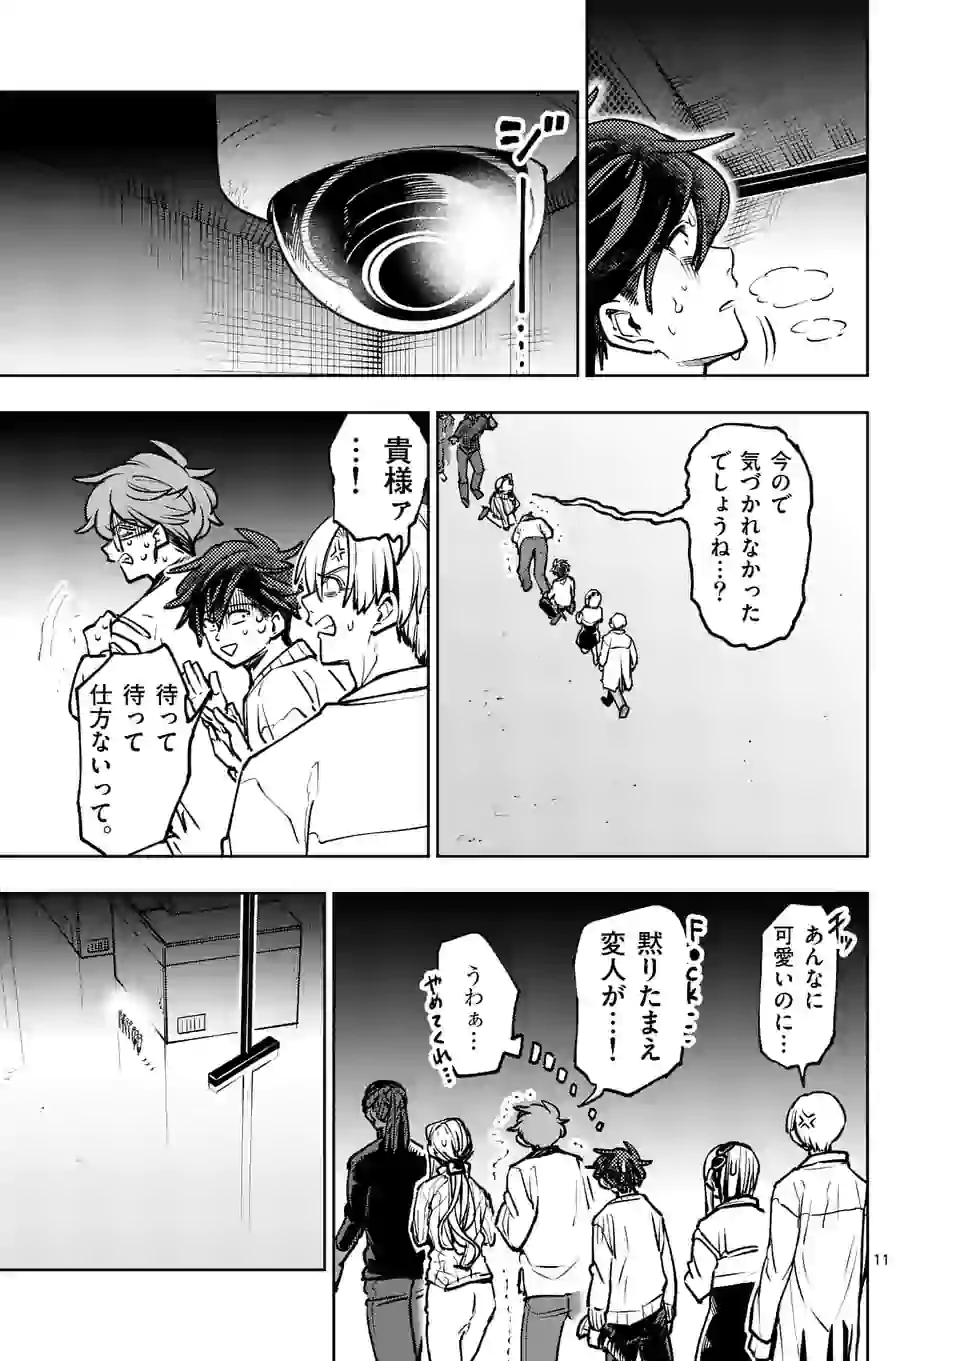 ジ
…‥
今ので
気づかれなかった
でしょうね…?
貴様ァ
…!
待って
待って
仕方ないって。
あんなに
可愛いのに…
F●ck…
黙りたまえ
変人が…!
うわぁ…
やめてくれ…
11